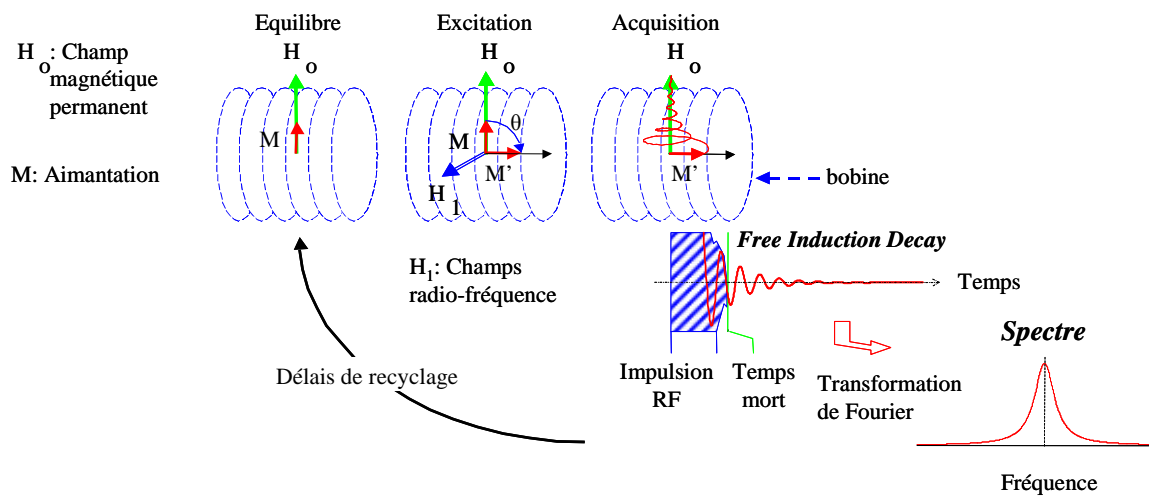 Equilibre
Excitation
Acquisition
H o : Champ
magnétique
permanent
H o
H o
H o
M
M
θ
M'
H 1
M'
M: Aimantation
bobine
H1: Champs
radio-fréquence
Free Induction Decay
Temps
Spectre
Délais de recyclage
Impulsion
RF
Temps
mort
Transformation
de Fourier
Fréquence